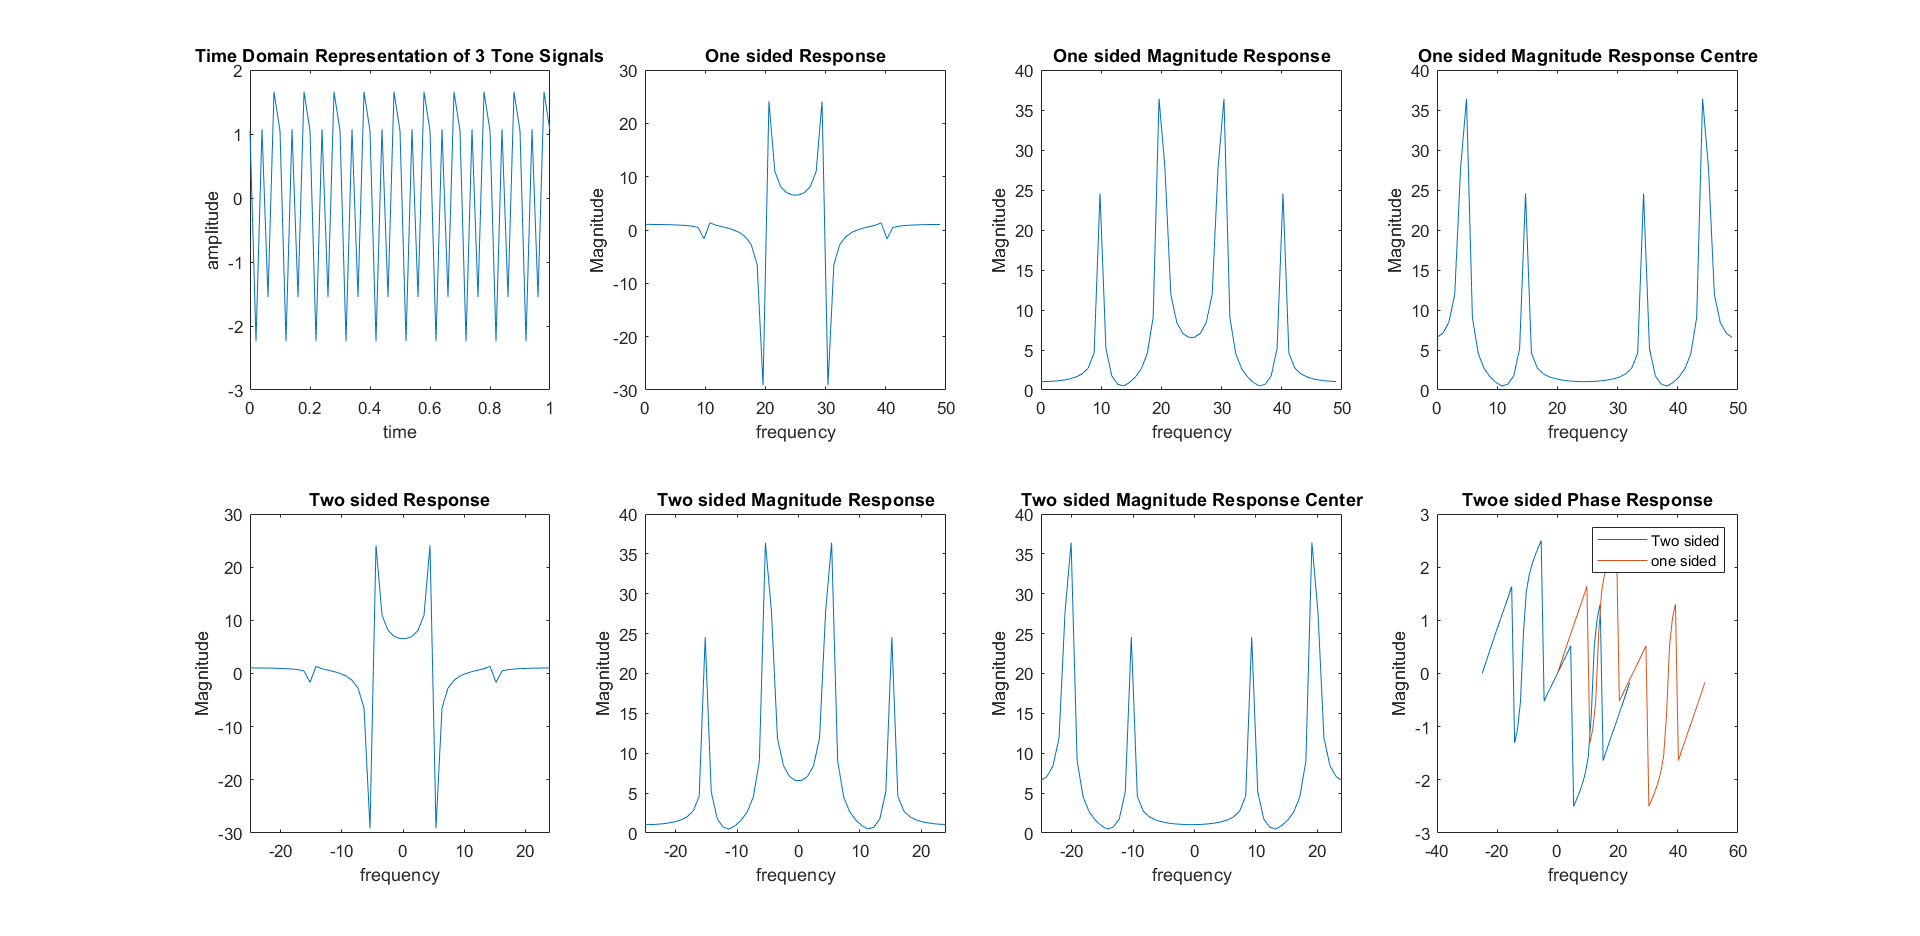 Time Domain Representation of 3 Tone Signals
2
1
0
-1
-2
-3
amplitude
0 0.2 0.4 0.6 0.8 1
time
One sided Response
30
20
10
0
-10
-20
-30
Magnitude
0 10 20 30 40 50
frequency
One sided Magnitude Response
40
35
30
25
20
15
10
5
0
Magnitude
0 10 20 30 40 50
frequency
One sided Magnitude Response Centre
40
35
30
25
20
15
10
5
0
Magnitude
0 10 20 30 40 50
frequency
Two sided Response
30
20
10
0
-10
-20
-30
Magnitude
-20 -10 0 10 20
frequency
Two sided Magnitude Response
40
35
30
25
20
15
10
5
0
Magnitude
-20 -10 0 10 20
frequency
Two sided Magnitude Response Center
40
35
30
25
20
15
10
5
0
Magnitude
-20 -10 0 10 20
frequency
Twoe sided Phase Response
3
2
1
0
-1
-2
-3
Magnitude
Two sided
one sided
-40 -20 0 20 40 60
frequency